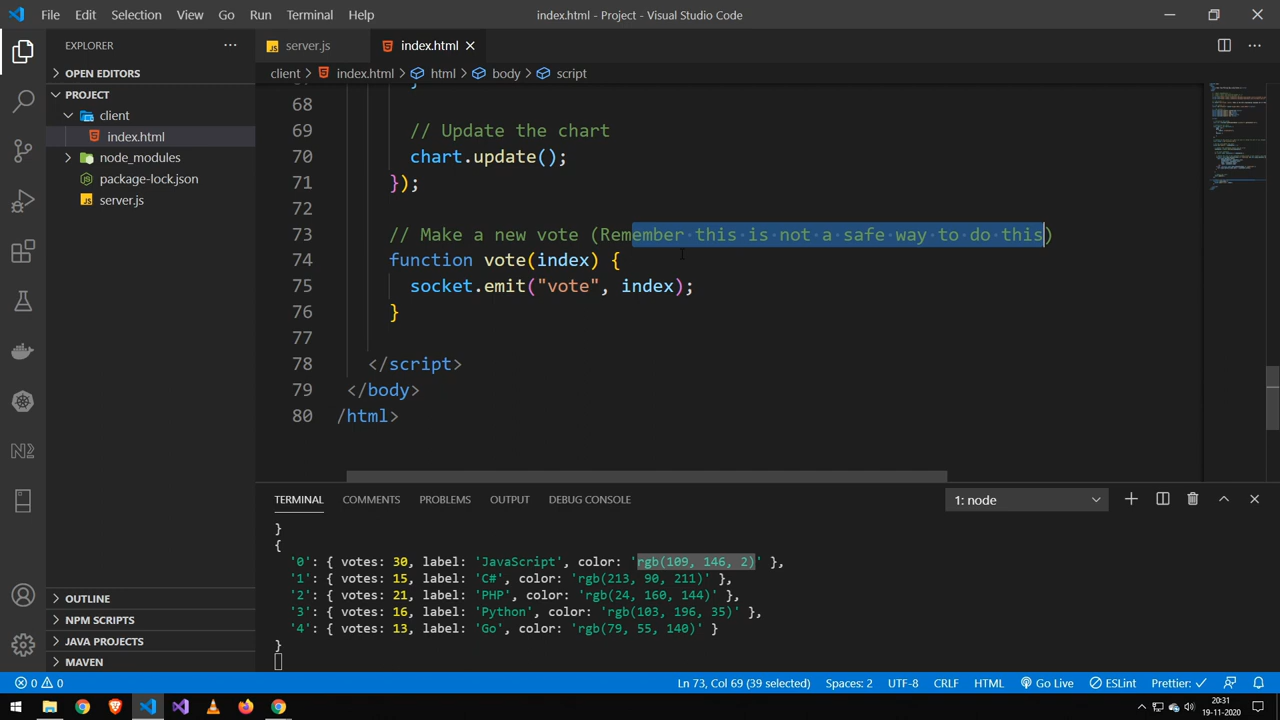 File Edit Selection View Go Run Terminal Help index.html - Project - Visual Studio Code
EXPLORER
OPEN EDITORS
PROJECT
client
index.html
node_modules
package-lock.json
server.js
OUTLINE
NPM SCRIPTS
JAVA PROJECTS
MAVEN
server.js index.html
client index.html html body script
68
69 // Update the chart
70 chart.update();
71 });
72
73 // Make a new vote (Remember this is not a safe way to do this)
74 function vote(index) {
75 socket.emit("vote", index);
76 }
77
78 </script>
79 </body>
80 /html>
TERMINAL COMMENTS PROBLEMS OUTPUT DEBUG CONSOLE 1: node
}
{
'0': { votes: 30, label: 'JavaScript', color: 'rgb(109, 146, 2)' },
'1': { votes: 15, label: 'C#', color: 'rgb(213, 90, 211)' },
'2': { votes: 21, label: 'PHP', color: 'rgb(24, 160, 144)' },
'3': { votes: 16, label: 'Python', color: 'rgb(103, 196, 35)' },
'4': { votes: 13, label: 'Go', color: 'rgb(79, 55, 140)' }
}
0 0 Ln 73, Col 69 (39 selected) Spaces: 2 UTF-8 CRLF HTML Go Live ESLint Prettier: ✓
20:31
19-11-2020